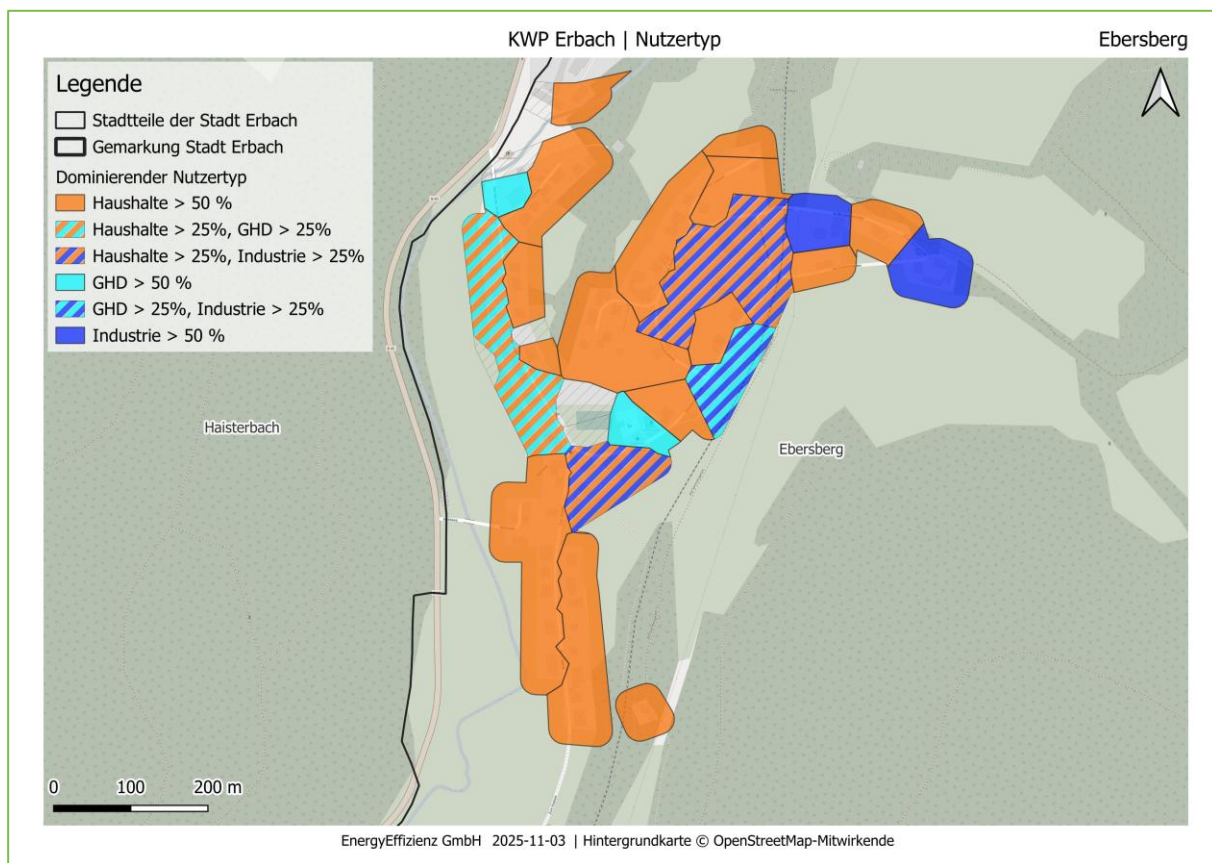 KWP Erbach | Nutzertyp
Ebersberg
Legende
Stadtteile der Stadt Erbach
Gemarkung Stadt Erbach
Dominierender Nutzertyp
Haushalte > 50 %
Haushalte > 25%, GHD > 25%
Haushalte > 25%, Industrie > 25%
GHD > 50 %
GHD > 25%, Industrie > 25%
Industrie > 50 %
Haisterbach
Ebersberg
0 100 200 m
EnergyEffizienz GmbH 2025-11-03 | Hintergrundkarte © OpenStreetMap-Mitwirkende